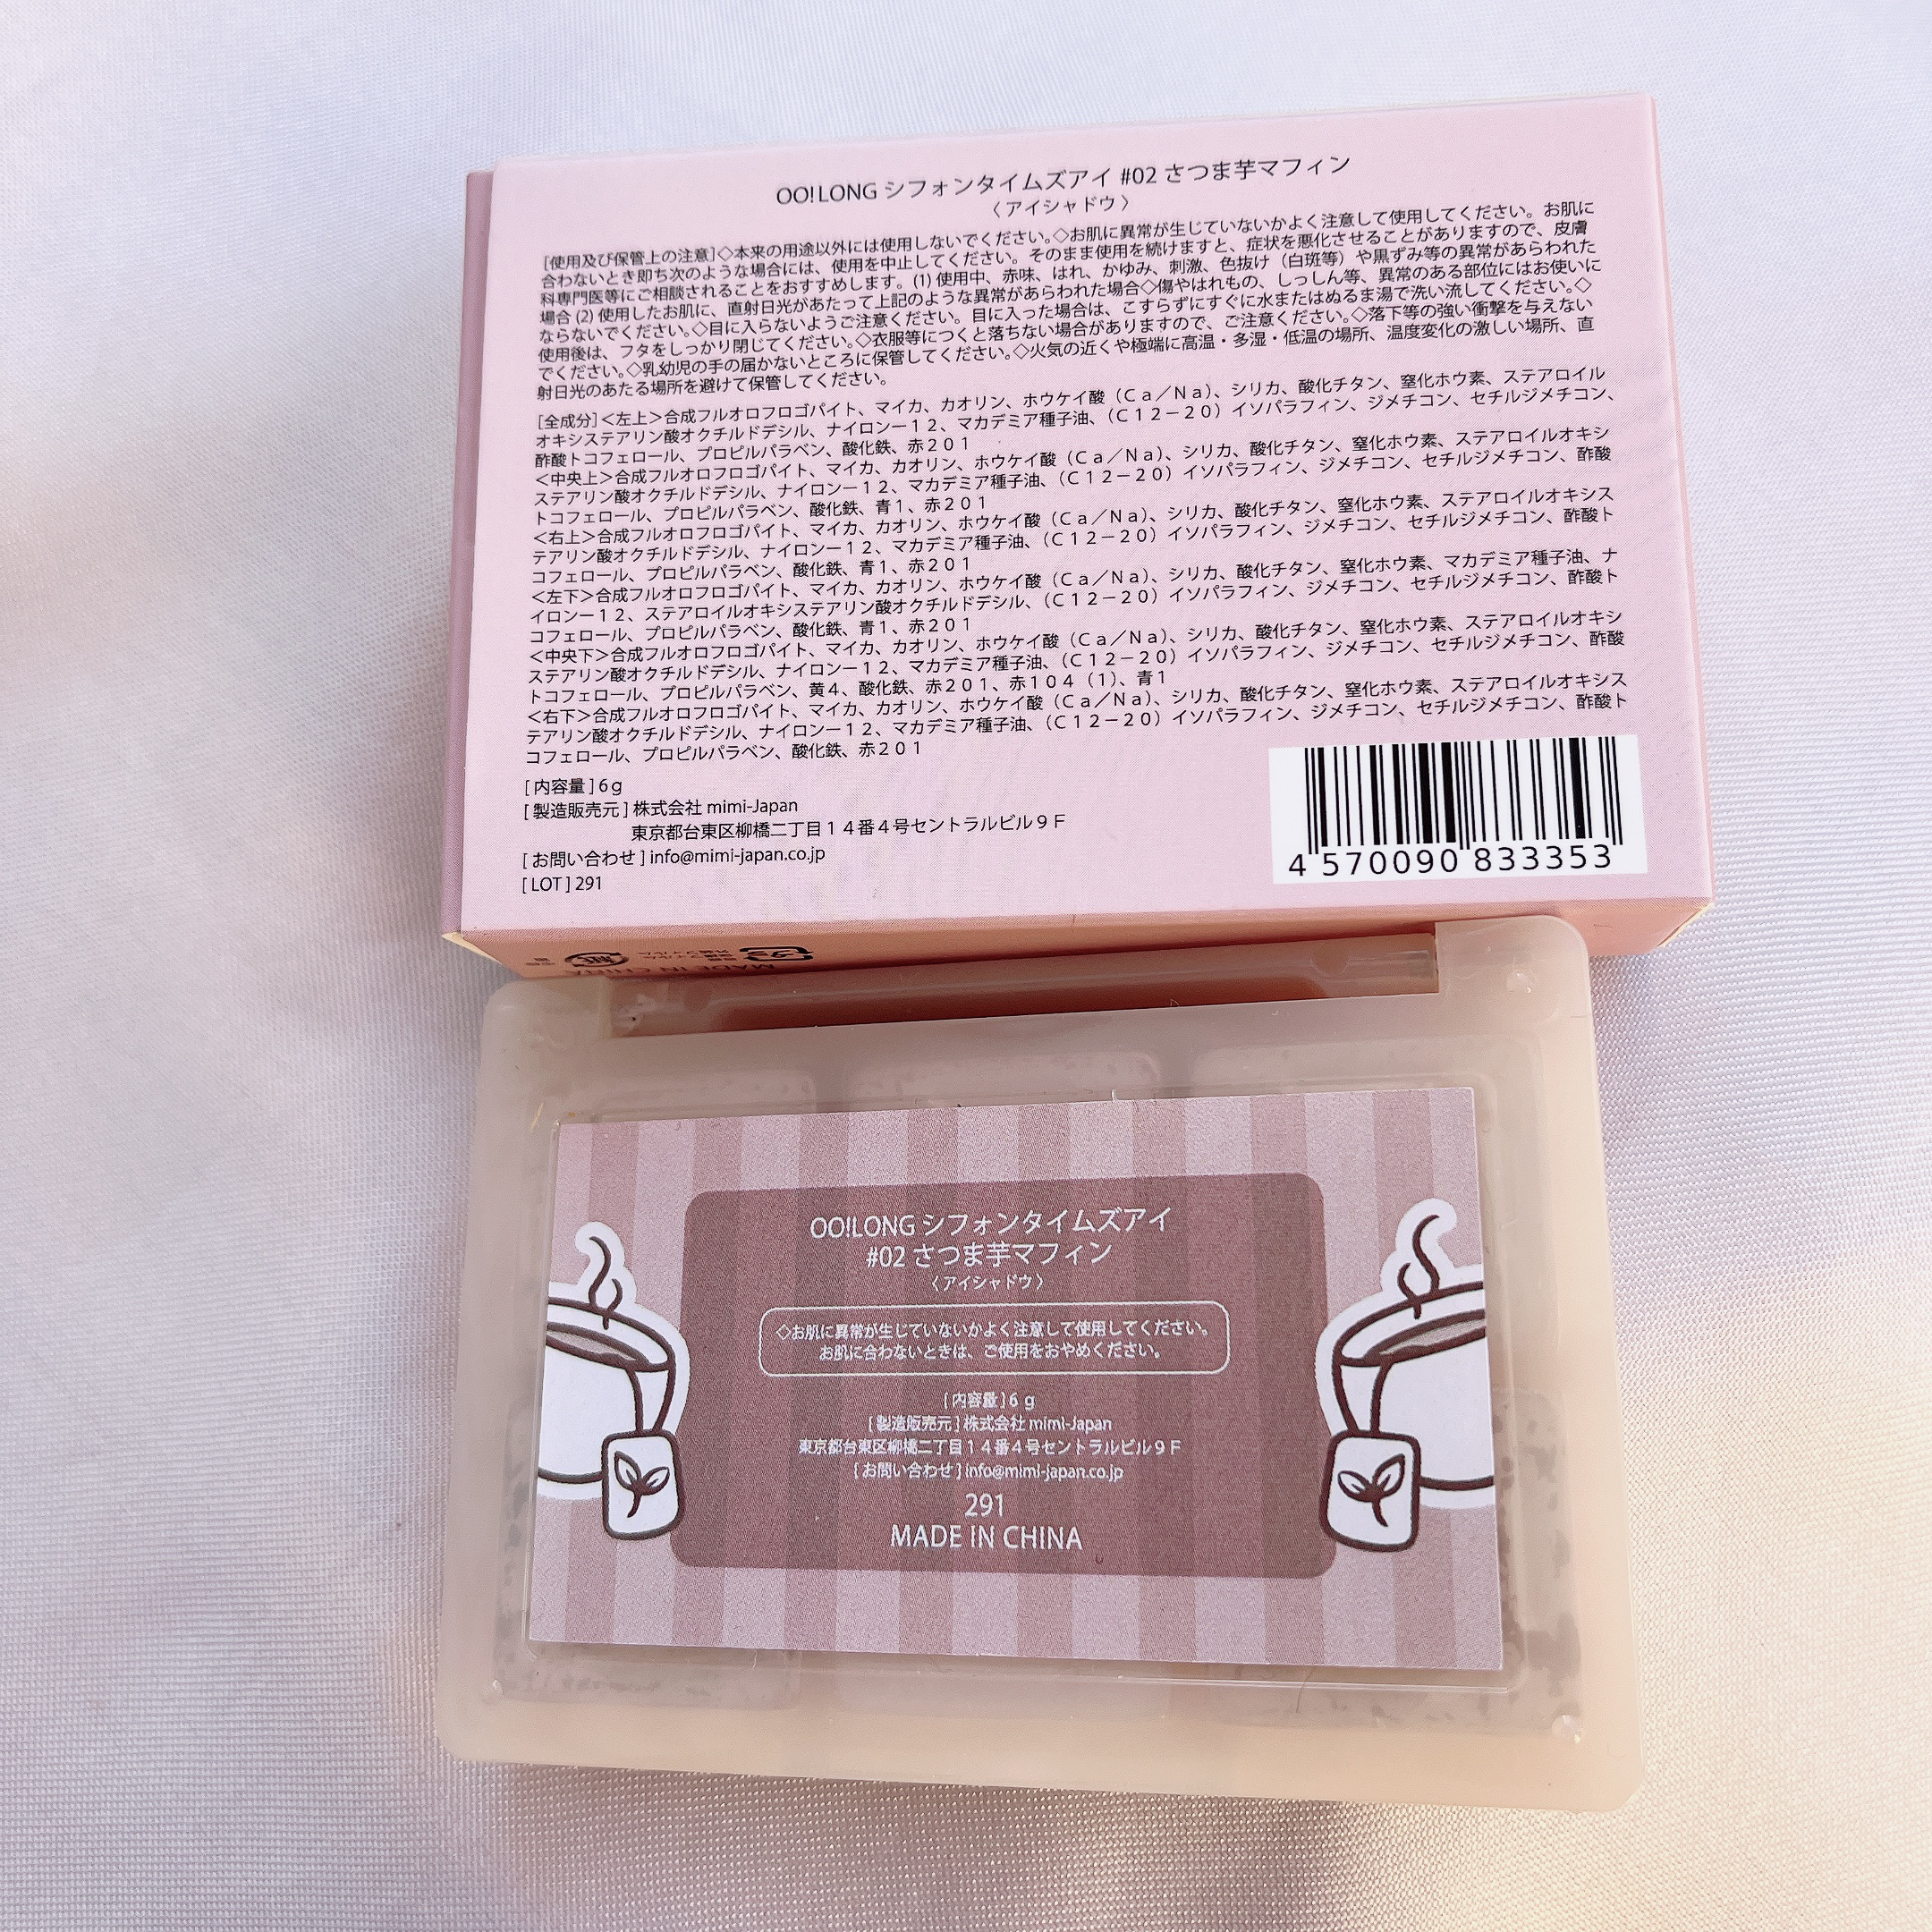 OO!LONG シフォンタイムズアイ #02 さつま芋マフィン
〈アイシャドウ〉
[使用及び保管上の注意]◇本来の用途以外には使用しないでください。◇お肌に異常が生じていないかよく注意して使用してください。お肌に
合わないとき即ち次のような場合には、使用を中止してください。そのまま使用を続けますと、症状を悪化させることがありますので、皮膚
科専門医等にご相談されることをおすすめします。(1) 使用中、赤味、はれ、かゆみ、刺激、色抜け（白斑等）や黒ずみ等の異常があらわれた
場合 (2) 使用したお肌に、直射日光があたって上記のような異常があらわれた場合◇傷やはれもの、しっしん等、異常のある部位にはお使いに
ならないでください。◇目に入らないようご注意ください。目に入った場合は、こすらずにすぐに水またはぬるま湯で洗い流してください。◇
使用後は、フタをしっかり閉じてください。◇衣服等につくと落ちない場合がありますので、ご注意ください。◇落下等の強い衝撃を与えない
でください。◇乳幼児の手の届かないところに保管してください。◇火気の近くや極端に高温・多湿・低温の場所、温度変化の激しい場所、直
射日光のあたる場所を避けて保管してください。
[全成分]＜左上＞合成フルオロフロゴパイト、マイカ、カオリン、ホウケイ酸（Ｃａ／Ｎａ）、シリカ、酸化チタン、窒化ホウ素、ステアロイル
オキシステアリン酸オクチルドデシル、ナイロンー１２、マカデミア種子油、（Ｃ１２－２０）イソパラフィン、ジメチコン、セチルジメチコン、
酢酸トコフェロール、プロピルパラベン、酸化鉄、赤２０１
＜中央上＞合成フルオロフロゴパイト、マイカ、カオリン、ホウケイ酸（Ｃａ／Ｎａ）、シリカ、酸化チタン、窒化ホウ素、ステアロイルオキシ
ステアリン酸オクチルドデシル、ナイロンー１２、マカデミア種子油、（Ｃ１２－２０）イソパラフィン、ジメチコン、セチルジメチコン、酢酸
トコフェロール、プロピルパラベン、酸化鉄、青１、赤２０１
＜右上＞合成フルオロフロゴパイト、マイカ、カオリン、ホウケイ酸（Ｃａ／Ｎａ）、シリカ、酸化チタン、窒化ホウ素、ステアロイルオキシス
テアリン酸オクチルドデシル、ナイロンー１２、マカデミア種子油、（Ｃ１２－２０）イソパラフィン、ジメチコン、セチルジメチコン、酢酸ト
コフェロール、プロピルパラベン、酸化鉄、青１、赤２０１
＜左下＞合成フルオロフロゴパイト、マイカ、カオリン、ホウケイ酸（Ｃａ／Ｎａ）、シリカ、酸化チタン、窒化ホウ素、マカデミア種子油、ナ
イロンー１２、ステアロイルオキシステアリン酸オクチルドデシル、（Ｃ１２－２０）イソパラフィン、ジメチコン、セチルジメチコン、酢酸ト
コフェロール、プロピルパラベン、酸化鉄、青１、赤２０１
＜中央下＞合成フルオロフロゴパイト、マイカ、カオリン、ホウケイ酸（Ｃａ／Ｎａ）、シリカ、酸化チタン、窒化ホウ素、ステアロイルオキシ
ステアリン酸オクチルドデシル、ナイロンー１２、マカデミア種子油、（Ｃ１２－２０）イソパラフィン、ジメチコン、セチルジメチコン、酢酸
トコフェロール、プロピルパラベン、黄４、酸化鉄、赤２０１、赤１０４（１）、青１
＜右下＞合成フルオロフロゴパイト、マイカ、カオリン、ホウケイ酸（Ｃａ／Ｎａ）、シリカ、酸化チタン、窒化ホウ素、ステアロイルオキシス
テアリン酸オクチルドデシル、ナイロンー１２、マカデミア種子油、（Ｃ１２－２０）イソパラフィン、ジメチコン、セチルジメチコン、酢酸ト
コフェロール、プロピルパラベン、酸化鉄、赤２０１
[ 内容量 ] 6 g
[ 製造販売元 ] 株式会社 mimi-Japan
東京都台東区柳橋二丁目１４番４号セントラルビル９Ｆ
[ お問い合わせ ] info@mimi-japan.co.jp
[ LOT ] 291
4 570090 833353
MADE IN CHINA
紙
OO!LONG シフォンタイムズアイ
#02 さつま芋マフィン
〈アイシャドウ〉
◇お肌に異常が生じていないかよく注意して使用してください。
お肌に合わないときは、ご使用をおやめください。
[ 内容量 ] 6 g
[ 製造販売元 ] 株式会社 mimi-Japan
東京都台東区柳橋二丁目１４番４号セントラルビル９Ｆ
[ お問い合わせ ] info@mimi-japan.co.jp
291
MADE IN CHINA